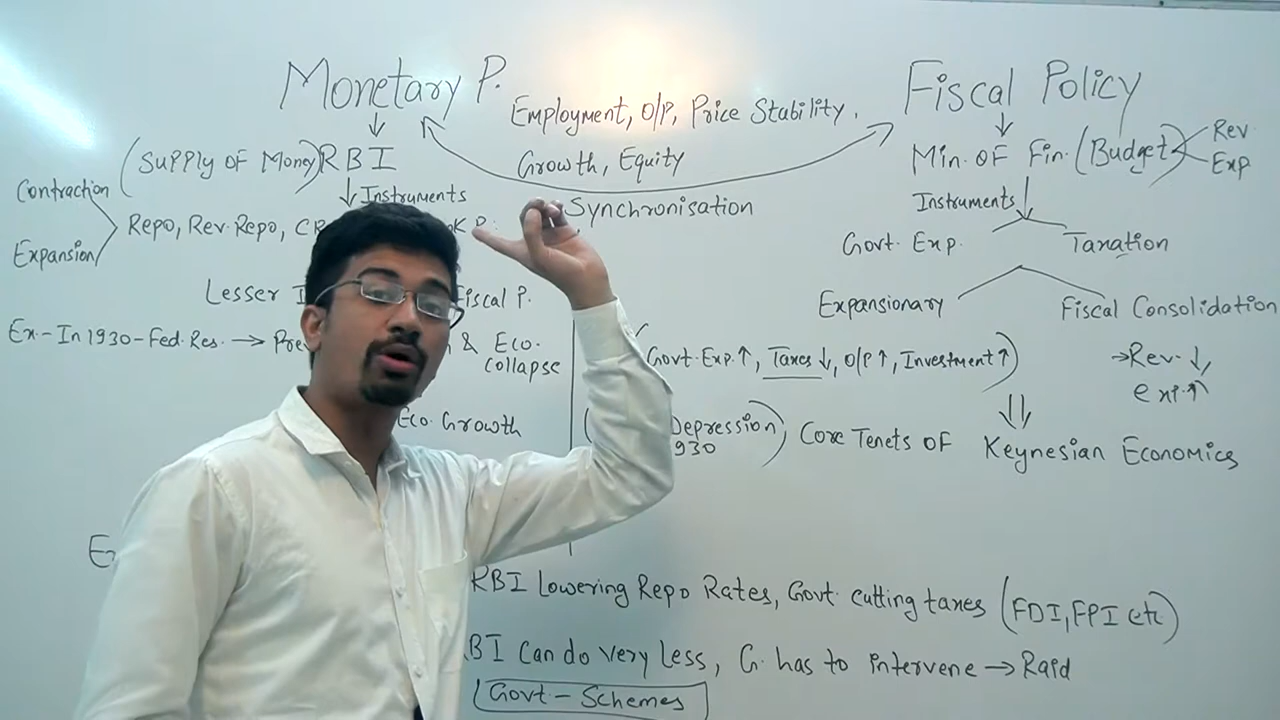 Monetary P.
Fiscal Policy
Employment, O/P, Price Stability,
Growth, Equity
Synchronisation
(Supply of Money) RBI
Contraction
Expansion
Instruments
Repo, Rev. Repo,
Lesser
Fiscal P.
Ex-In 1930-Fed. Res. →
& Eco.
Collapse
Eco. Growth
Min. of Fin. (Budget)
Rev
Exp
Instruments
Govt. Exp.
Taxation
Expansionary
Fiscal Consolidation
Govt. Exp. ↑, Taxes ↓, O/P ↑, Investment ↑)
→ Rev. ↓,
exp. ↑
Depression)
930
Core Tenets of Keynesian Economics
RBI Lowering Repo Rates, Govt. cutting taxes (FDI, FPI etc)
BI Can do very less, G. has to intervene → Raid
Govt - Schemes